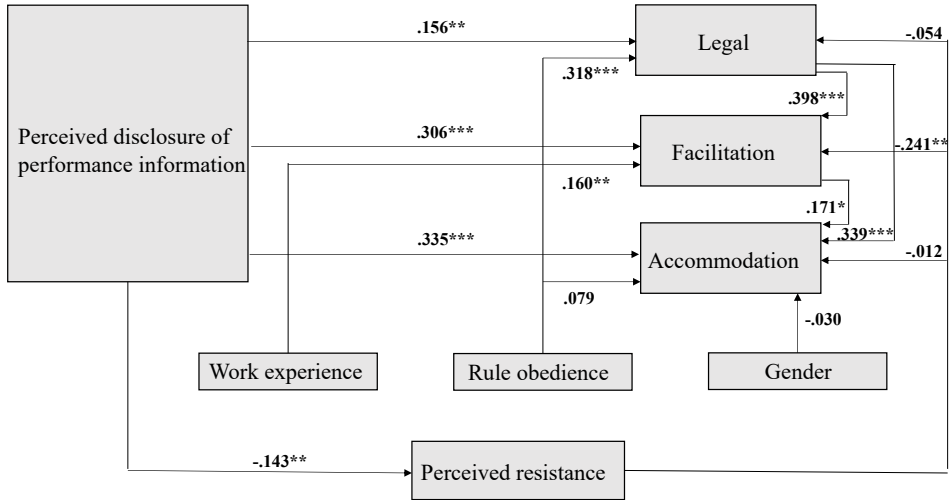 .156**
Legal
-.054
.318***
.398***
Perceived disclosure of
performance information
.306***
Facilitation
-.241**
.160**
.171*
.335***
.339***
Accommodation
-.012
.079
-.030
Work experience
Rule obedience
Gender
-.143**
Perceived resistance